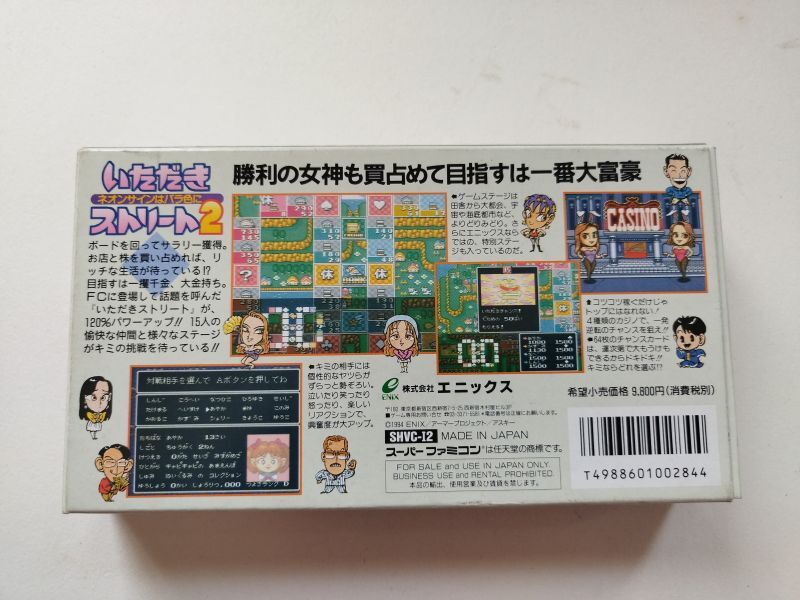 いただき
ネオンサインはバラ色に
ストリート2
勝利の女神も買占めて目指すは一番大富豪
ボードを回ってサラリー獲得。
お店と株を買い占めれば、リ
ッチな生活が待っている!?
目指すは一攫千金、大金持ち。
FCに登場して話題を呼んだ
「いただきストリート」が、
120%パワーアップ!! 15人の
愉快な仲間と様々なステージ
がキミの挑戦を待っている!!
←ゲームステージは
田舎から大都会、宇
宙や海底都市など、
よりどりみどり。さ
らにエニックスなら
ではの、特別ステー
ジも入っているのだ。
CASINO
↑コツコツ稼ぐだけじゃ
トップにはなれない!
4種類のカジノで、一発
逆転のチャンスを狙え!!
←64枚のチャンスカード
は、運次第で大もうけも
できるからドキドキ!!
キミならどれを選ぶ!?
休
BANK
?
対戦相手を選んで Aボタンを押してね
←キミの相手には
個性的なヤツらが
ずらっと勢ぞろい。
泣いたり笑ったり
怒ったり、楽しい
リアクションで、
興奮度が大アップ。
ENIX
株式会社 エニックス
希望小売価格 9,800円(消費税別)
©1994 ENIX/アーマープロジェクト/アスキー
SHVC-I2 MADE IN JAPAN
スーパーファミコンは任天堂の商標です。
FOR SALE and USE IN JAPAN ONLY.
BUSINESS USE and RENTAL PROHIBITED.
本品の輸出、使用営業及び賃貸を禁じます。
T4988601002844